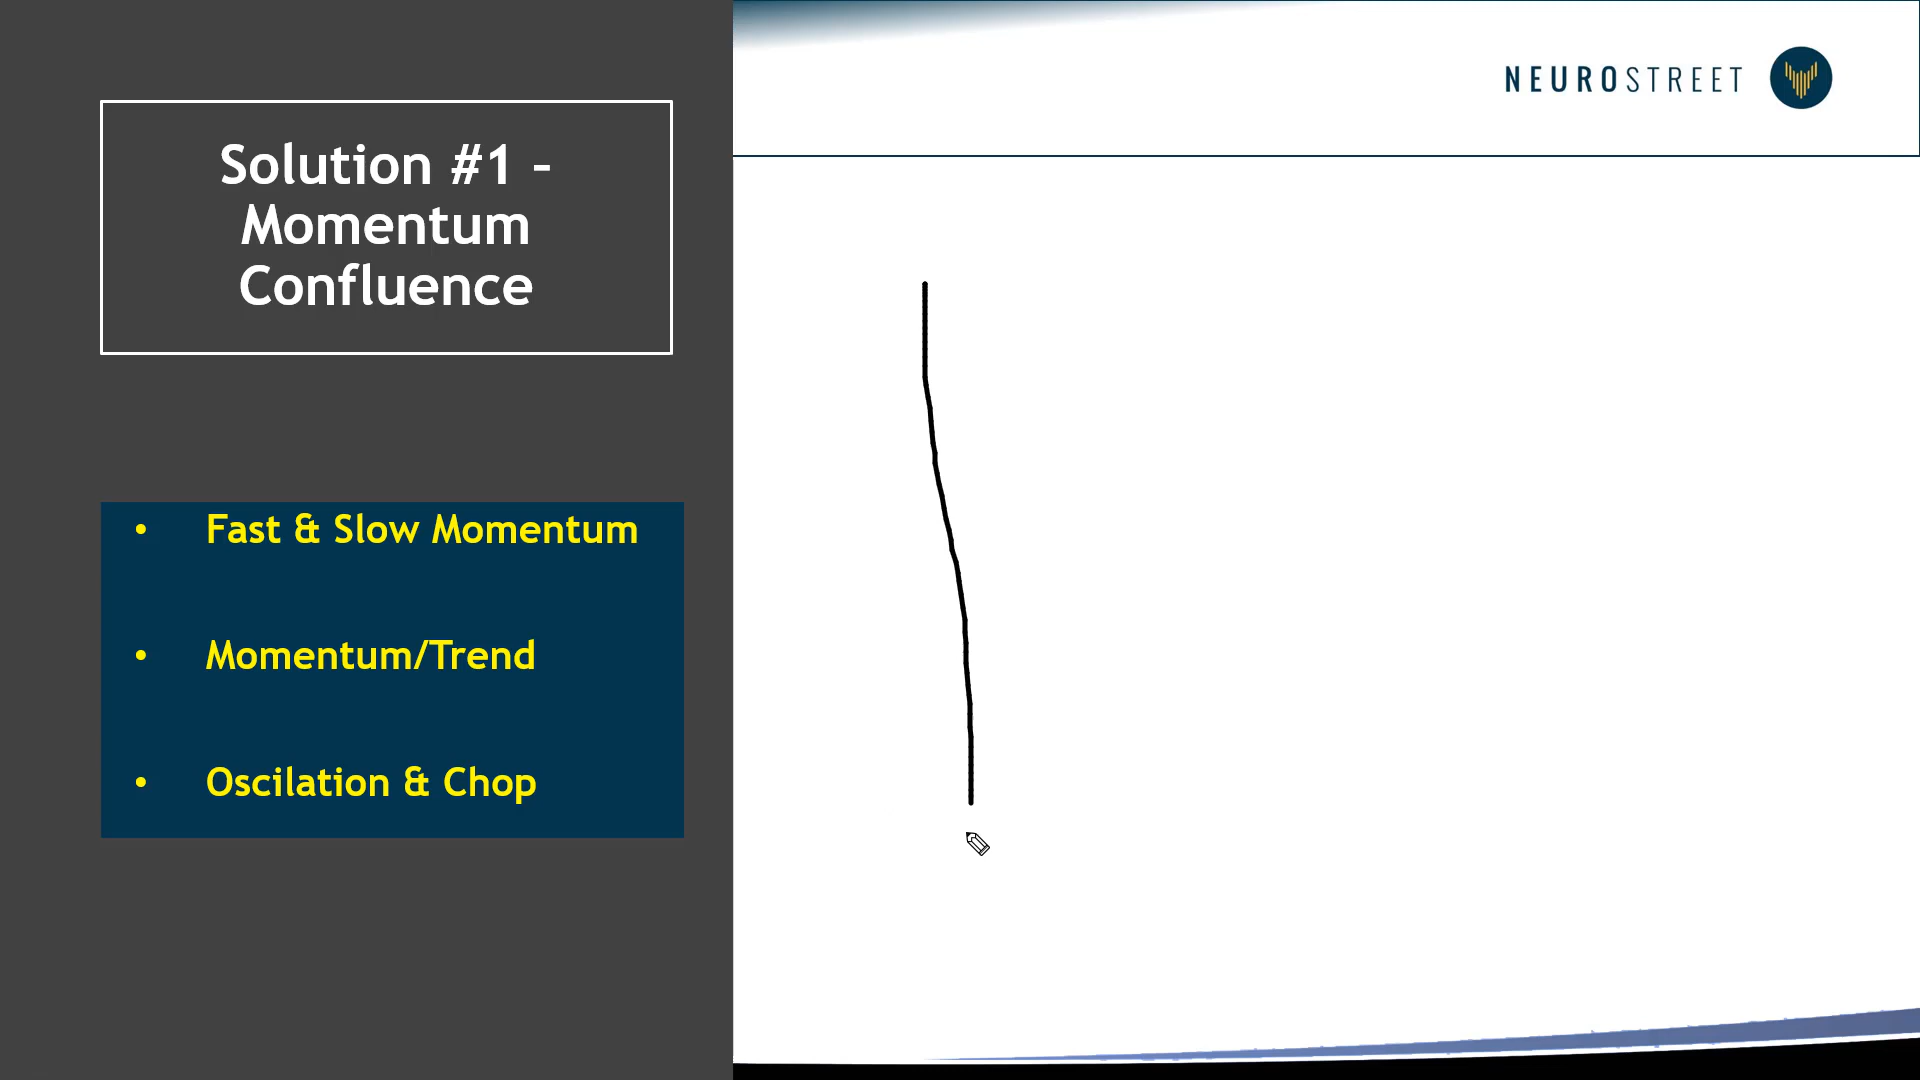 Solution #1 –
Momentum
Confluence
• Fast & Slow Momentum
• Momentum/Trend
• Oscilation & Chop
NEUROSTREET